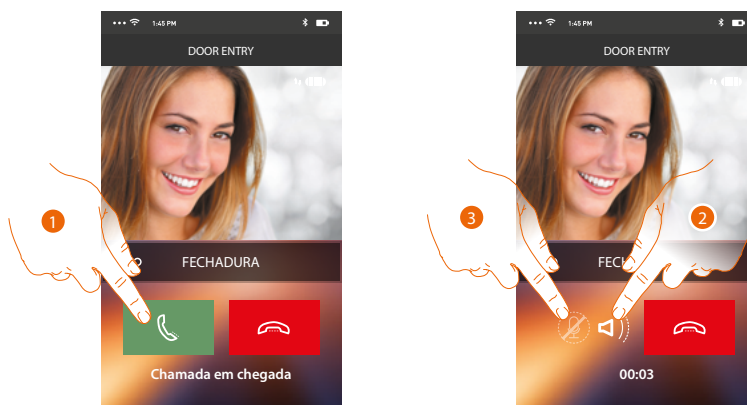 1:45 PM
DOOR ENTRY
1
FECHADURA
Chamada em chegada
1:45 PM
DOOR ENTRY
3
2
00:03